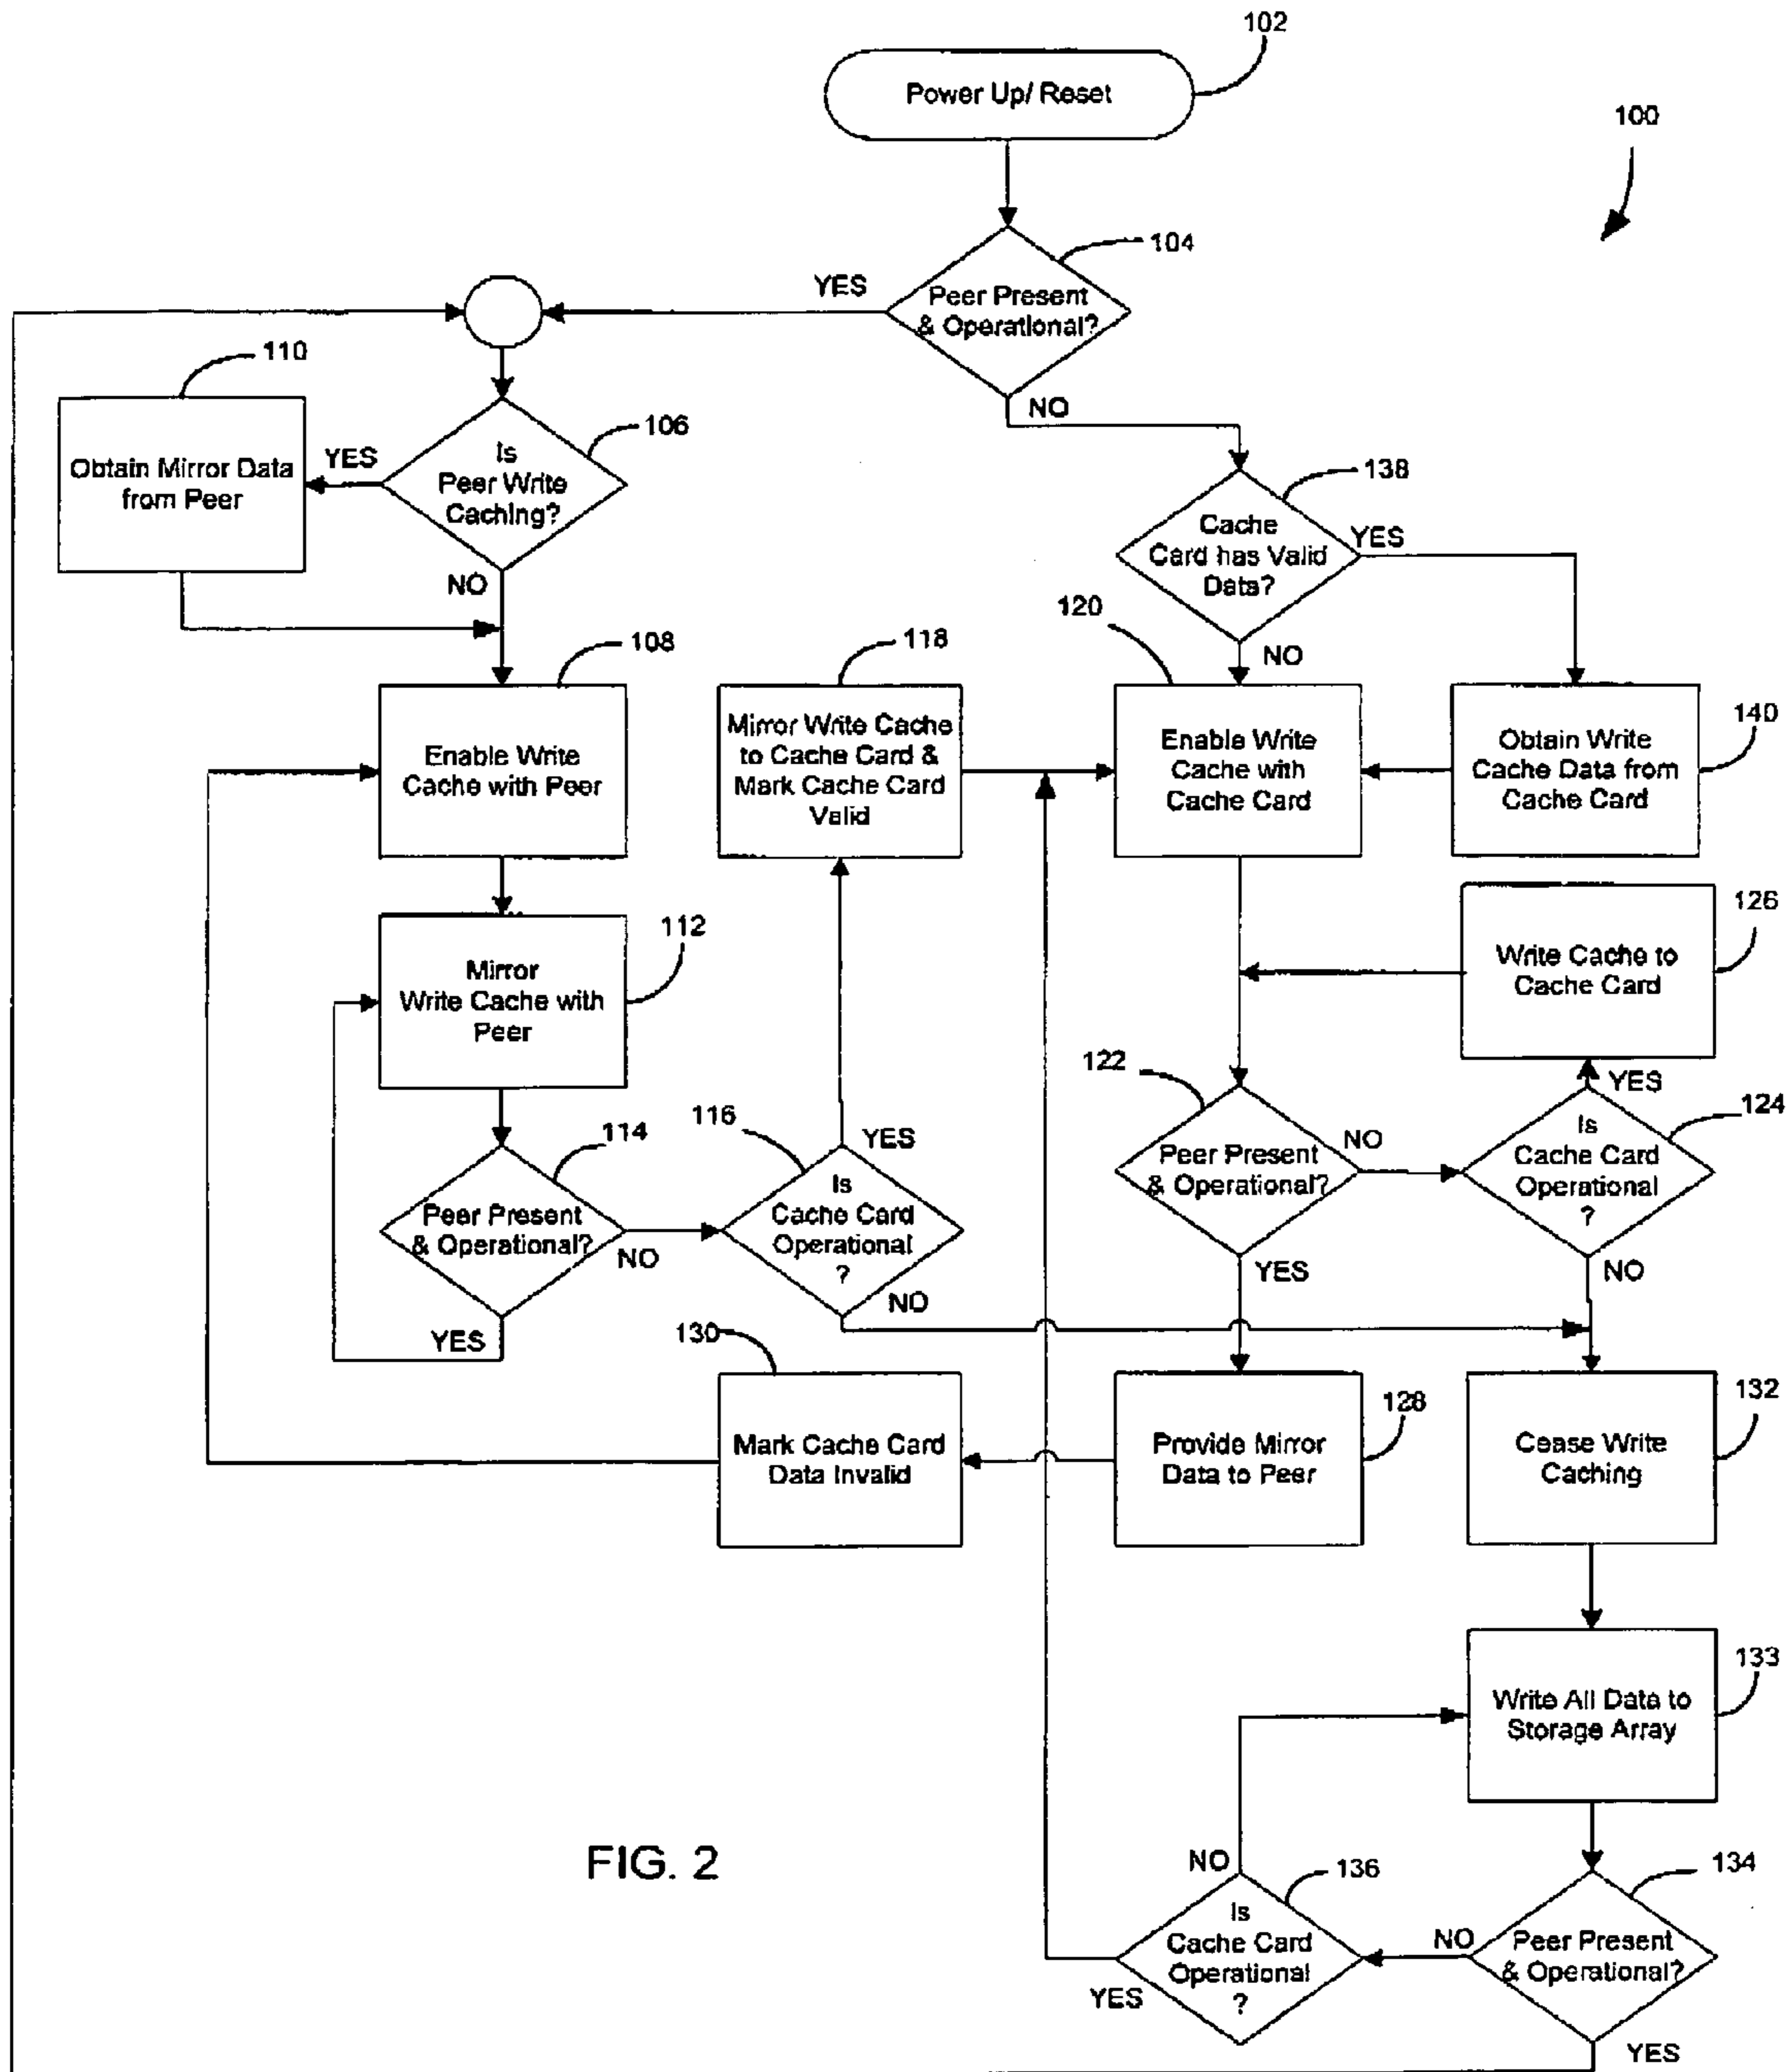 102
Power Up/ Reset
100
104
YES
Peer Present
& Operational?
NO
110
Obtain Mirror Data
from Peer
YES
106
Is
Peer Write
Caching?
NO
138
Cache
Card has Valid
Data?
YES
NO
108
Enable Write
Cache with Peer
118
Mirror Write Cache
to Cache Card &
Mark Cache Card
Valid
120
Enable Write
Cache with
Cache Card
140
Obtain Write
Cache Data from
Cache Card
112
Mirror
Write Cache with
Peer
126
Write Cache to
Cache Card
114
Peer Present
& Operational?
NO
YES
116
YES
Is
Cache Card
Operational
?
NO
122
Peer Present
& Operational?
NO
YES
YES
124
Is
Cache Card
Operational
?
NO
130
Mark Cache Card
Data Invalid
128
Provide Mirror
Data to Peer
132
Cease Write
Caching
133
Write All Data to
Storage Array
FIG. 2
NO
136
Is
Cache Card
Operational
?
YES
134
NO
Peer Present
& Operational?
YES